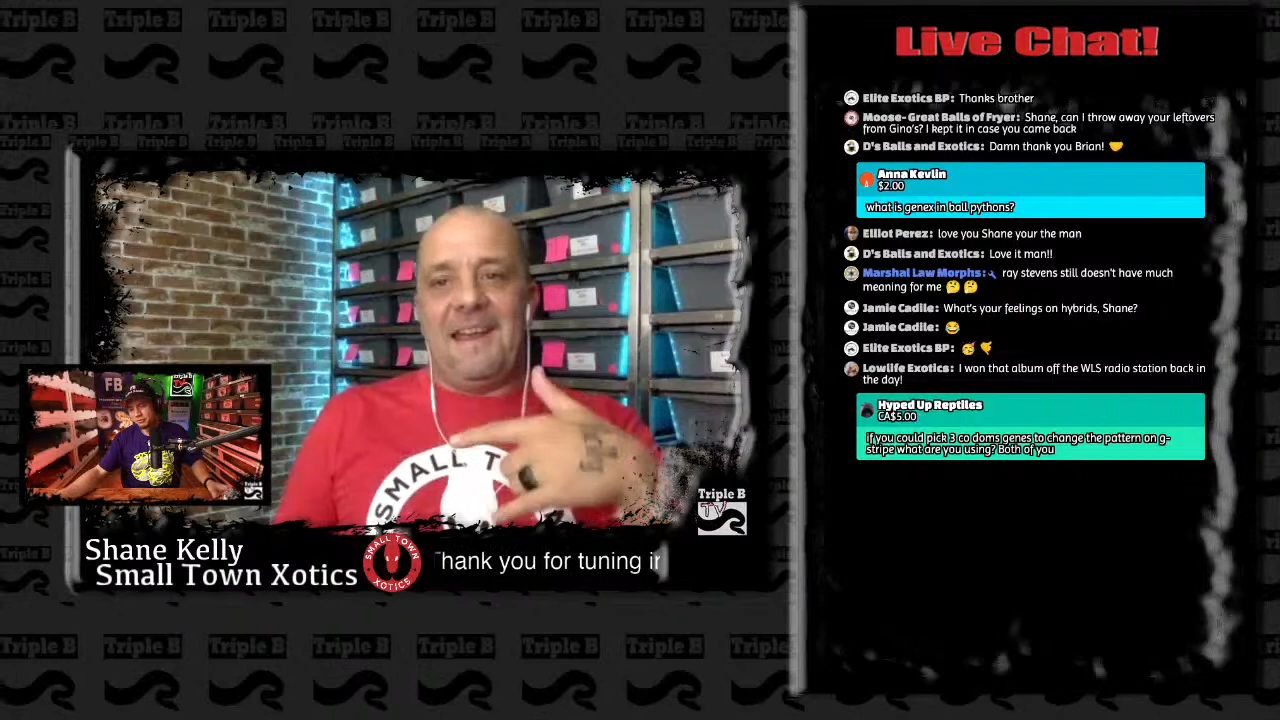 Triple B
Live Chat!
Elite Exotics BP: Thanks brother
Moose-Great Balls of Fryer: Shane, can I throw away your leftovers
from Gino's? I kept it in case you came back
D's Balls and Exotics: Damn thank you Brian!
Anna Kevlin
$2.00
what is genex in ball pythons?
Elliot Perez: love you Shane your the man
D's Balls and Exotics: Love it man!!
Marshal Law Morphs: ray stevens still doesn't have much
meaning for me
Jamie Cadile: What's your feelings on hybrids, Shane?
Jamie Cadile:
Elite Exotics BP:
Lowlife Exotics: I won that album off the WLS radio station back in
the day!
Hyped Up Reptiles
CA$5.00
if you could pick 3 co doms genes to change the pattern on g-
stripe what are you using? Both of you
FB
Triple B
SMALL T
Triple B
TV
Shane Kelly
Small Town Xotics
SMALL TOWN
XOTICS
hank you for tuning in